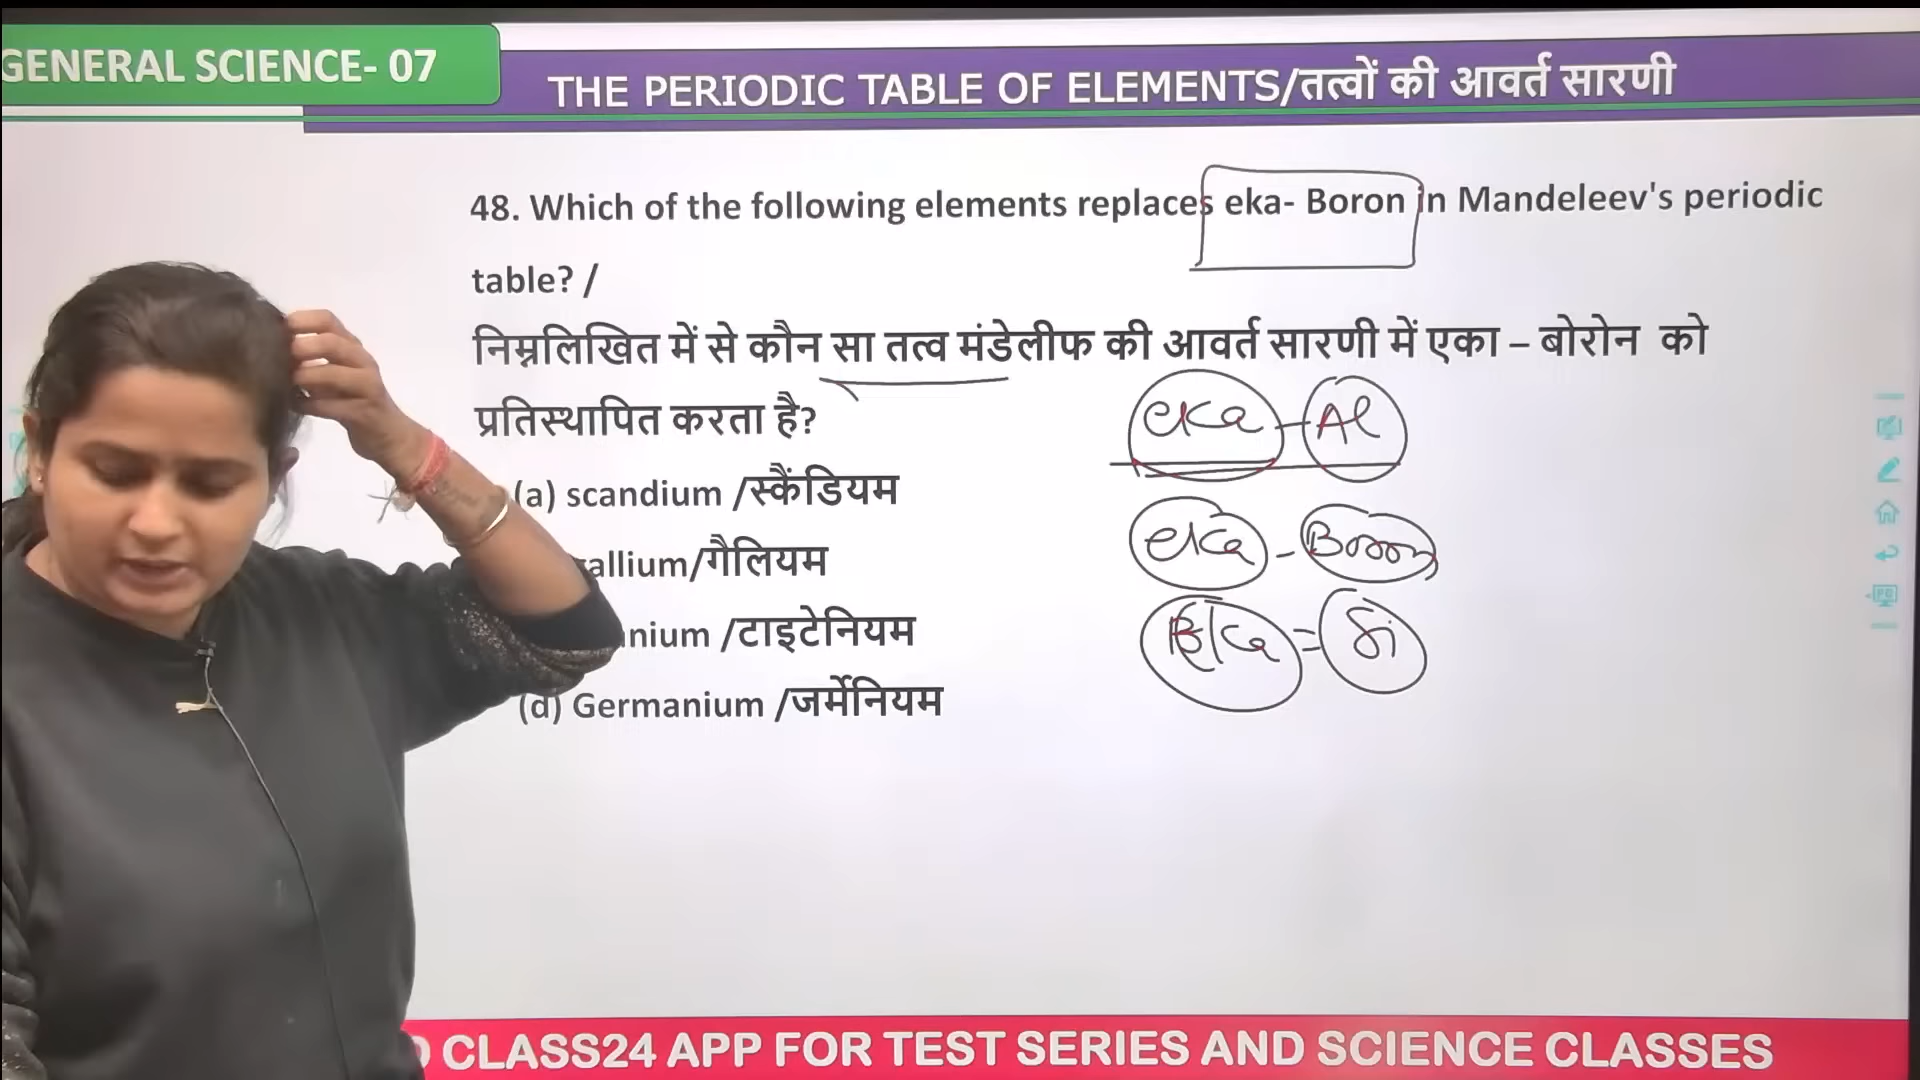 GENERAL SCIENCE- 07
THE PERIODIC TABLE OF ELEMENTS/तत्वों की आवर्त सारणी
48. Which of the following elements replaces eka- Boron in Mandeleev's periodic
table? /
निम्नलिखित में से कौन सा तत्व मंडेलीफ की आवर्त सारणी में एका – बोरोन को
प्रतिस्थापित करता है?
eka - Al
(a) scandium /स्कैंडियम
eka - Boron
allium/गैलियम
nium /टाइटेनियम
= Si
(d) Germanium /जर्मेनियम
CLASS24 APP FOR TEST SERIES AND SCIENCE CLASSES